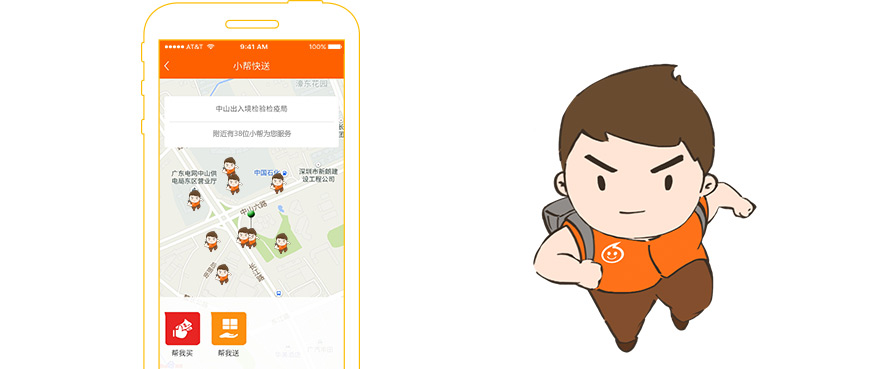 AT&T
9:41 AM
100%
小帮快送
濠东花园
中山出入境检验检疫局
附近有38位小帮为您服务
广东电网中山供
电局东区营业厅
中国石化
深圳市新朗建
设工程公司
中山六路
长江路
帮我买
帮我送